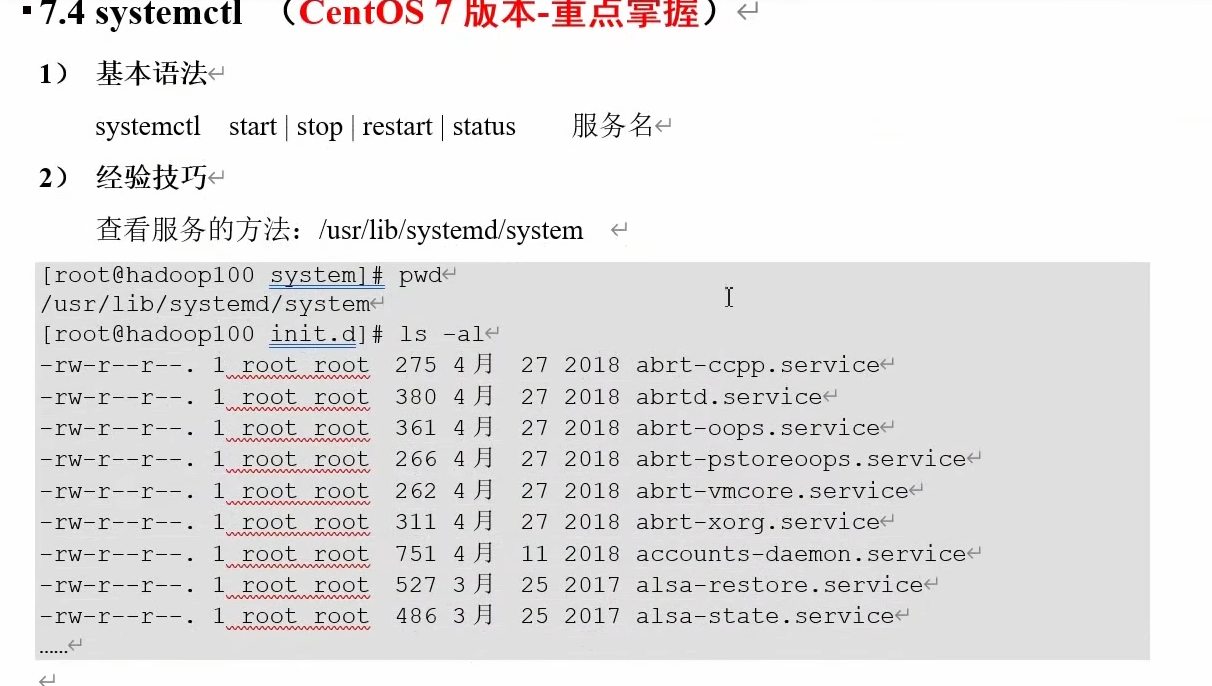 7.4 systemctl （CentOS 7 版本-重点掌握）
1） 基本语法
systemctl start | stop | restart | status 服务名
2） 经验技巧
查看服务的方法：/usr/lib/systemd/system
[root@hadoop100 system]# pwd
/usr/lib/systemd/system
[root@hadoop100 init.d]# ls -al
-rw-r--r--. 1 root root 275 4月 27 2018 abrt-ccpp.service
-rw-r--r--. 1 root root 380 4月 27 2018 abrtd.service
-rw-r--r--. 1 root root 361 4月 27 2018 abrt-oops.service
-rw-r--r--. 1 root root 266 4月 27 2018 abrt-pstoreoops.service
-rw-r--r--. 1 root root 262 4月 27 2018 abrt-vmcore.service
-rw-r--r--. 1 root root 311 4月 27 2018 abrt-xorg.service
-rw-r--r--. 1 root root 751 4月 11 2018 accounts-daemon.service
-rw-r--r--. 1 root root 527 3月 25 2017 alsa-restore.service
-rw-r--r--. 1 root root 486 3月 25 2017 alsa-state.service
……